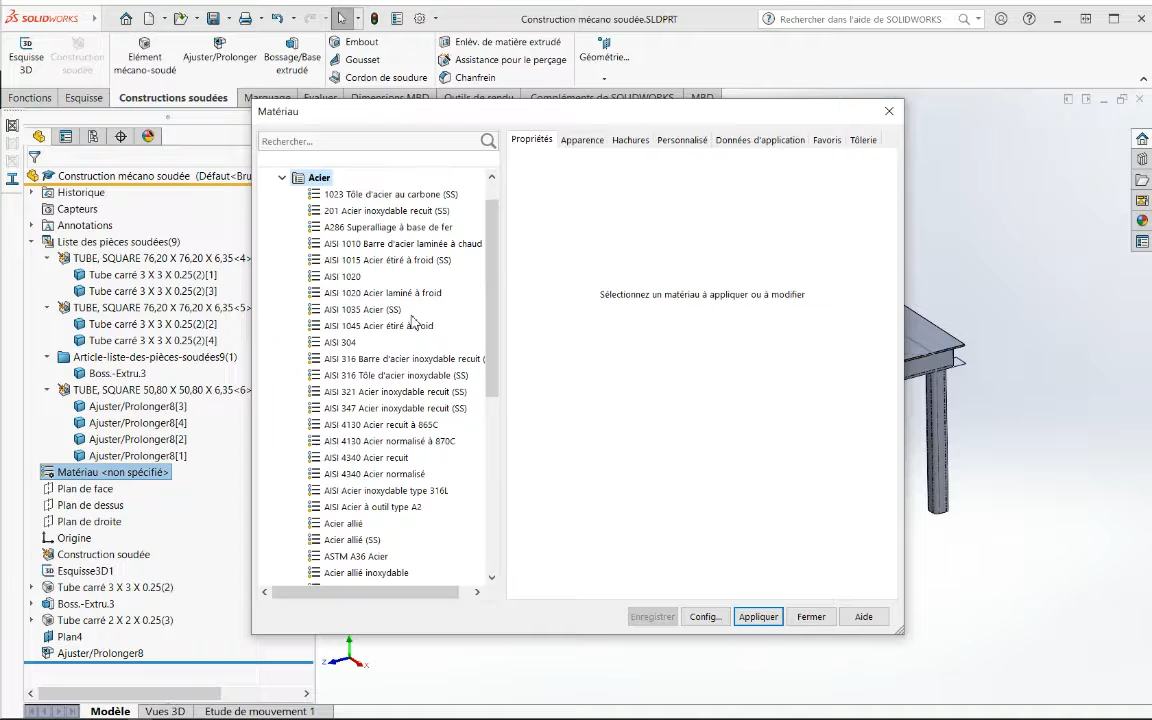 SOLIDWORKS
Construction mécano soudée.SLDPRT
Rechercher dans l'aide de SOLIDWORKS
Esquisse 3D
Construction soudée
Elément mécano-soudé
Ajuster/Prolonger
Bossage/Base extrudé
Embout
Gousset
Cordon de soudure
Enlév. de matière extrudé
Assistance pour le perçage
Chanfrein
Géométrie...
Fonctions
Esquisse
Constructions soudées
Marquage
Evaluer
Dimensions MBD
Outils de rendu
Compléments de SOLIDWORKS
MBD
Construction mécano soudée (Défaut<Bru
Historique
Capteurs
Annotations
Liste des pièces soudées(9)
TUBE, SQUARE 76,20 X 76,20 X 6,35<4>
Tube carré 3 X 3 X 0.25(2)[1]
Tube carré 3 X 3 X 0.25(2)[3]
TUBE, SQUARE 76,20 X 76,20 X 6,35<5>
Tube carré 3 X 3 X 0.25(2)[2]
Tube carré 3 X 3 X 0.25(2)[4]
Article-liste-des-pièces-soudées9(1)
Boss.-Extru.3
TUBE, SQUARE 50,80 X 50,80 X 6,35<6>
Ajuster/Prolonger8[3]
Ajuster/Prolonger8[4]
Ajuster/Prolonger8[2]
Ajuster/Prolonger8[1]
Matériau <non spécifié>
Plan de face
Plan de dessus
Plan de droite
Origine
Construction soudée
Esquisse3D1
Tube carré 3 X 3 X 0.25(2)
Boss.-Extru.3
Tube carré 2 X 2 X 0.25(3)
Plan4
Ajuster/Prolonger8
Matériau
Rechercher...
Acier
1023 Tôle d'acier au carbone (SS)
201 Acier inoxydable recuit (SS)
A286 Superalliage à base de fer
AISI 1010 Barre d'acier laminée à chaud
AISI 1015 Acier étiré à froid (SS)
AISI 1020
AISI 1020 Acier laminé à froid
AISI 1035 Acier (SS)
AISI 1045 Acier étiré à froid
AISI 304
AISI 316 Barre d'acier inoxydable recuit (
AISI 316 Tôle d'acier inoxydable (SS)
AISI 321 Acier inoxydable recuit (SS)
AISI 347 Acier inoxydable recuit (SS)
AISI 4130 Acier recuit à 865C
AISI 4130 Acier normalisé à 870C
AISI 4340 Acier recuit
AISI 4340 Acier normalisé
AISI Acier inoxydable type 316L
AISI Acier à outil type A2
Acier allié
Acier allié (SS)
ASTM A36 Acier
Acier allié inoxydable
Propriétés
Apparence
Hachures
Personnalisé
Données d'application
Favoris
Tôlerie
Sélectionnez un matériau à appliquer ou à modifier
Enregistrer
Config...
Appliquer
Fermer
Aide
z
x
Modèle
Vues 3D
Etude de mouvement 1